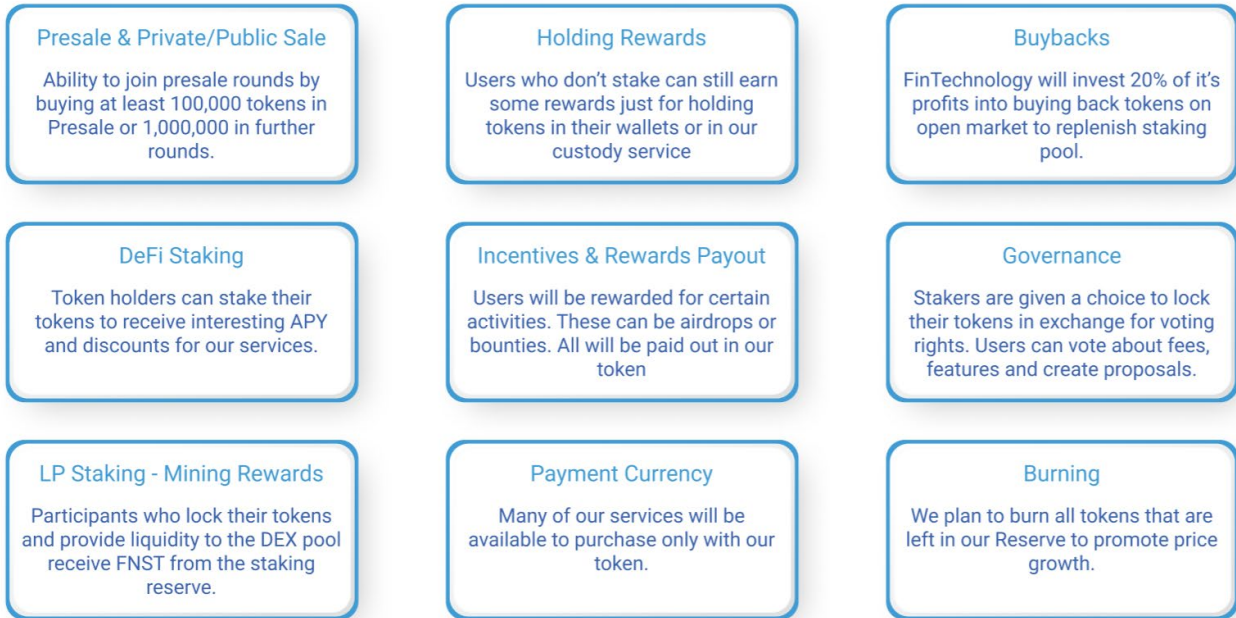 Presale & Private/Public Sale
Ability to join presale rounds by
buying at least 100,000 tokens in
Presale or 1,000,000 in further
rounds.
Holding Rewards
Users who don’t stake can still earn
some rewards just for holding
tokens in their wallets or in our
custody service
Buybacks
FinTechnology will invest 20% of it’s
profits into buying back tokens on
open market to replenish staking
pool.
DeFi Staking
Token holders can stake their
tokens to receive interesting APY
and discounts for our services.
Incentives & Rewards Payout
Users will be rewarded for certain
activities. These can be airdrops or
bounties. All will be paid out in our
token
Governance
Stakers are given a choice to lock
their tokens in exchange for voting
rights. Users can vote about fees,
features and create proposals.
LP Staking - Mining Rewards
Participants who lock their tokens
and provide liquidity to the DEX pool
receive FNST from the staking
reserve.
Payment Currency
Many of our services will be
available to purchase only with our
token.
Burning
We plan to burn all tokens that are
left in our Reserve to promote price
growth.